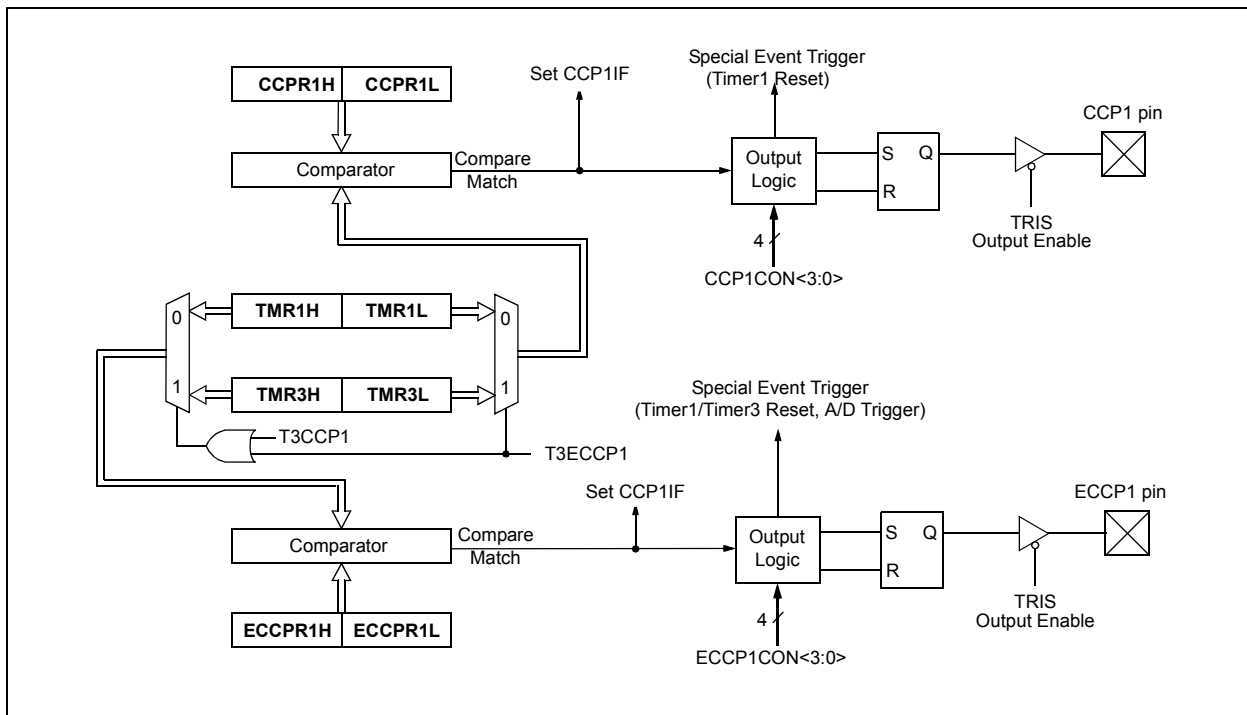 Special Event Trigger
(Timer1 Reset)
Set CCP1IF
CCPR1H CCPR1L
CCP1 pin
Comparator
Compare
Match
Output
Logic
S Q
R
TRIS
Output Enable
4
CCP1CON<3:0>
0
TMR1H TMR1L
0
1
TMR3H TMR3L
1
T3CCP1
T3ECCP1
Special Event Trigger
(Timer1/Timer3 Reset, A/D Trigger)
Set CCP1IF
ECCP1 pin
Comparator
Compare
Match
Output
Logic
S Q
R
TRIS
Output Enable
4
ECCPR1H ECCPR1L
ECCP1CON<3:0>